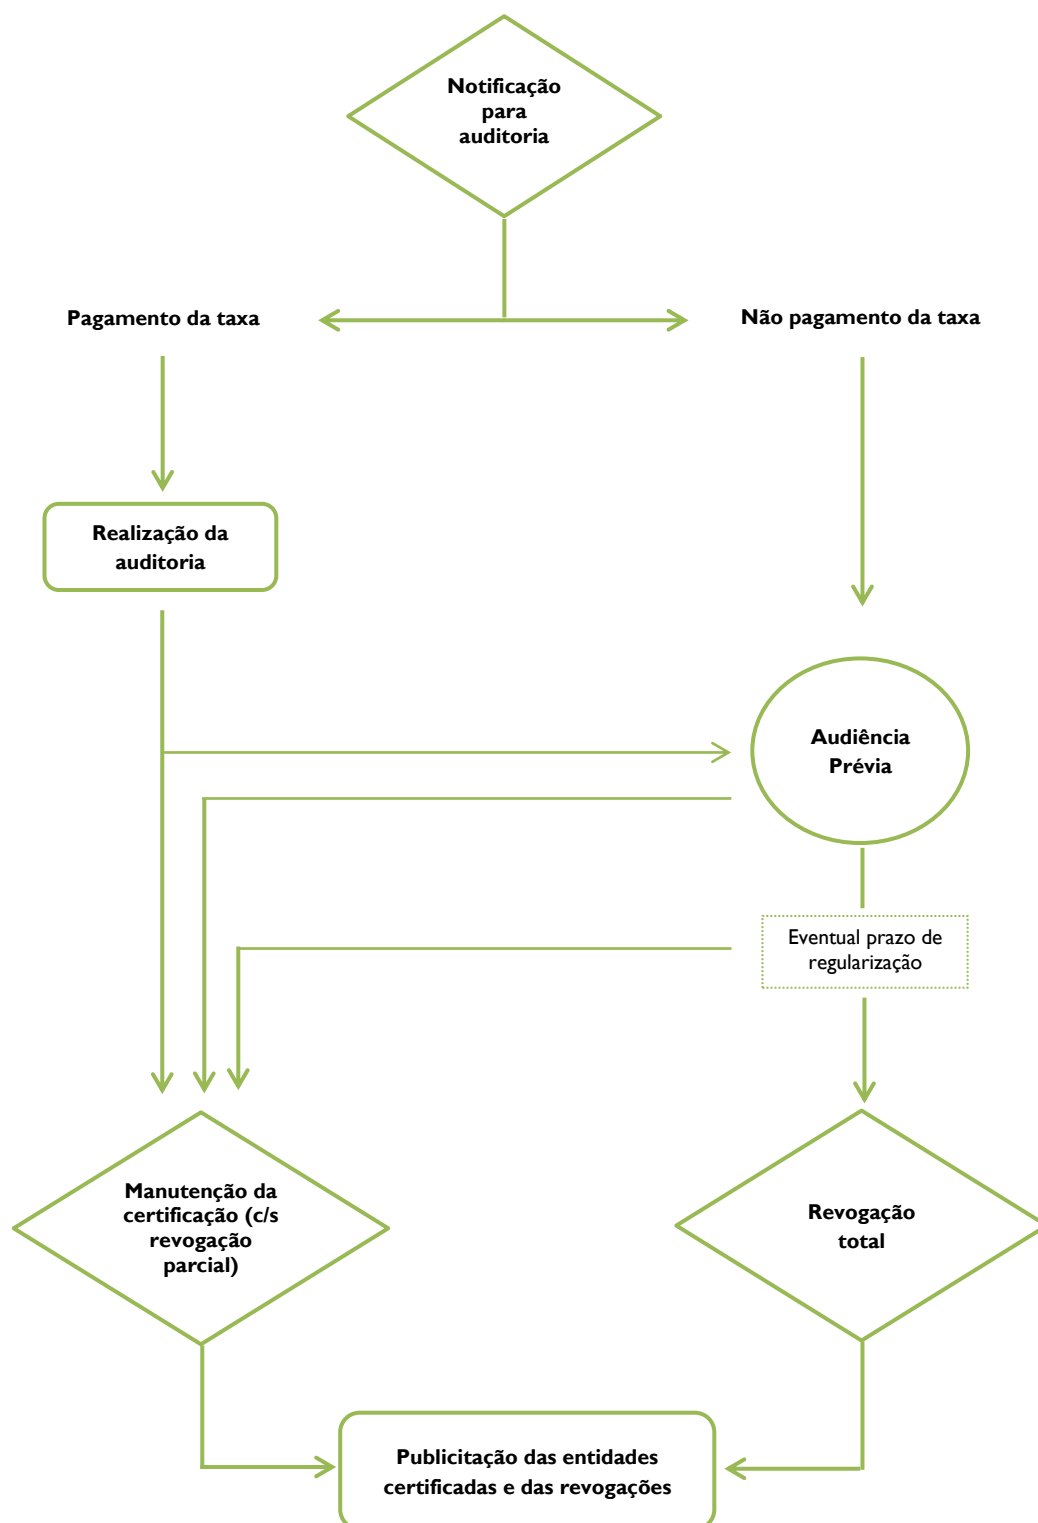 Notificação
para
auditoria
Pagamento da taxa
Não pagamento da taxa
Realização da
auditoria
Audiência
Prévia
Eventual prazo de
regularização
Manutenção da
certificação (c/s
revogação
parcial)
Revogação
total
Publicitação das entidades
certificadas e das revogações